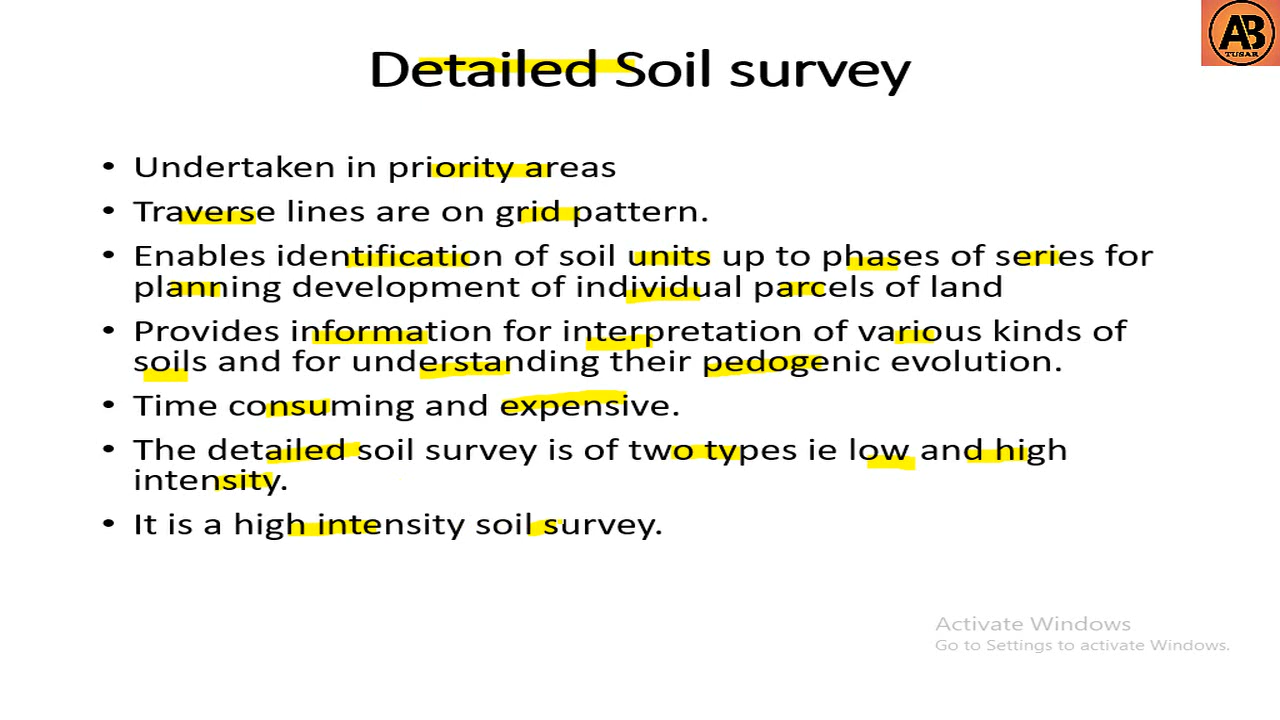 AB
TUSAR
Detailed Soil survey
• Undertaken in priority areas
• Traverse lines are on grid pattern.
• Enables identification of soil units up to phases of series for
planning development of individual parcels of land
• Provides information for interpretation of various kinds of
soils and for understanding their pedogenic evolution.
• Time consuming and expensive.
• The detailed soil survey is of two types ie low and high
intensity.
• It is a high intensity soil survey.
Activate Windows
Go to Settings to activate Windows.